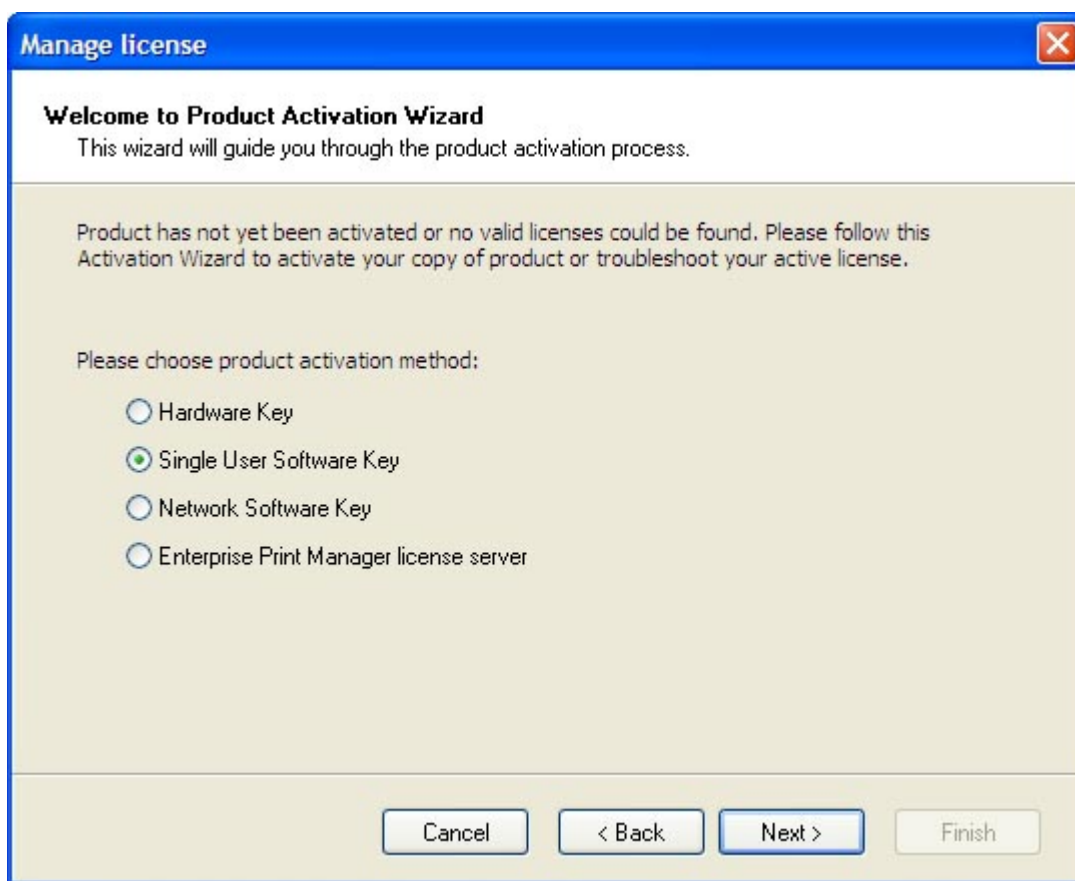 Manage license
Welcome to Product Activation Wizard
This wizard will guide you through the product activation process.
Product has not yet been activated or no valid licenses could be found. Please follow this
Activation Wizard to activate your copy of product or troubleshoot your active license.
Please choose product activation method:
Hardware Key
Single User Software Key
Network Software Key
Enterprise Print Manager license server
Cancel < Back Next > Finish